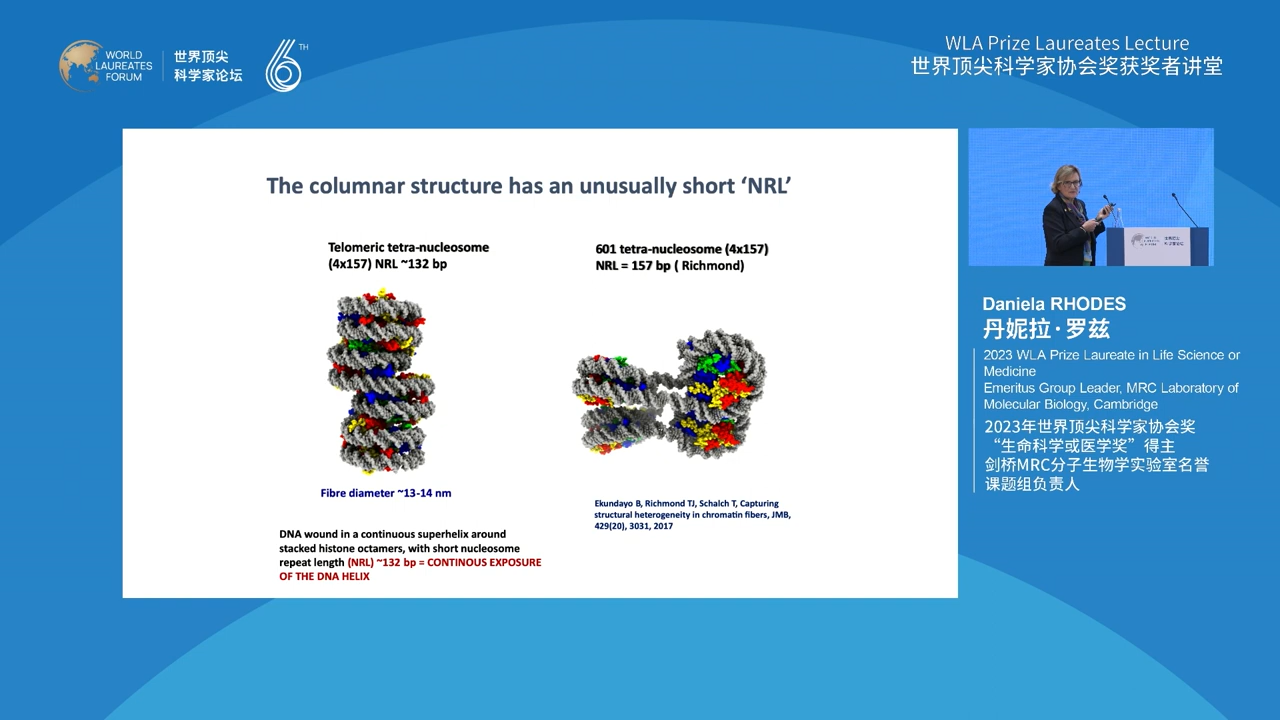 WORLD
LAUREATES
FORUM
世界顶尖
科学家论坛
6TH
WLA Prize Laureates Lecture
世界顶尖科学家协会奖获奖者讲堂
The columnar structure has an unusually short ‘NRL’
Telomeric tetra-nucleosome
(4x157) NRL ~132 bp
601 tetra-nucleosome (4x157)
NRL = 157 bp ( Richmond)
Fibre diameter ~13-14 nm
Ekundayo B, Richmond TJ, Schalch T, Capturing
structural heterogeneity in chromatin fibers, JMB,
429(20), 3031, 2017
DNA wound in a continuous superhelix around
stacked histone octamers, with short nucleosome
repeat length (NRL) ~132 bp = CONTINOUS EXPOSURE
OF THE DNA HELIX
Daniela RHODES
丹妮拉·罗兹
2023 WLA Prize Laureate in Life Science or
Medicine
Emeritus Group Leader, MRC Laboratory of
Molecular Biology, Cambridge
2023年世界顶尖科学家协会奖
“生命科学或医学奖”得主
剑桥MRC分子生物学实验室名誉
课题组负责人